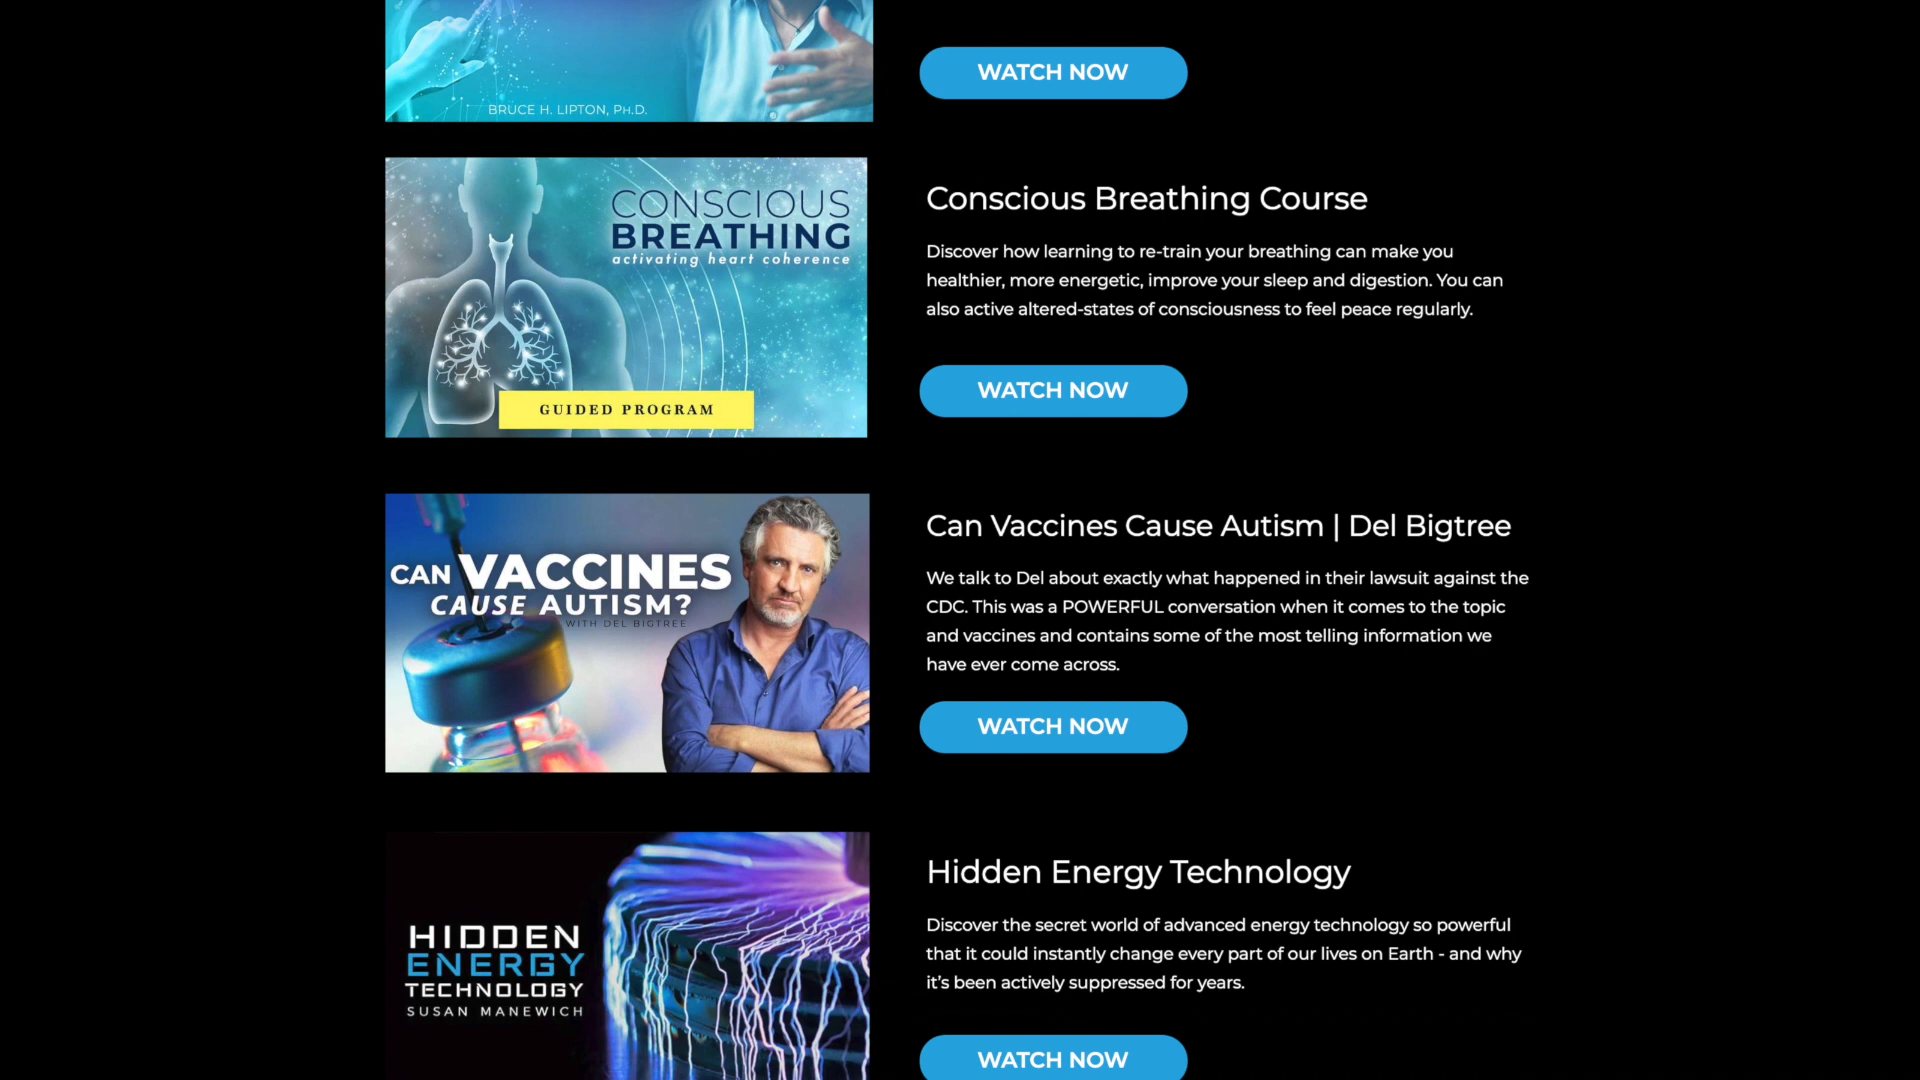 WATCH NOW
BRUCE H. LIPTON, PH.D.
CONSCIOUS
BREATHING
activating heart coherence
GUIDED PROGRAM
Conscious Breathing Course
Discover how learning to re-train your breathing can make you
healthier, more energetic, improve your sleep and digestion. You can
also active altered-states of consciousness to feel peace regularly.
WATCH NOW
CAN VACCINES
CAUSE AUTISM?
WITH DEL BIGTREE
Can Vaccines Cause Autism | Del Bigtree
We talk to Del about exactly what happened in their lawsuit against the
CDC. This was a POWERFUL conversation when it comes to the topic
and vaccines and contains some of the most telling information we
have ever come across.
WATCH NOW
HIDDEN
ENERGY
TECHNOLOGY
SUSAN MANEWICH
Hidden Energy Technology
Discover the secret world of advanced energy technology so powerful
that it could instantly change every part of our lives on Earth - and why
it's been actively suppressed for years.
WATCH NOW